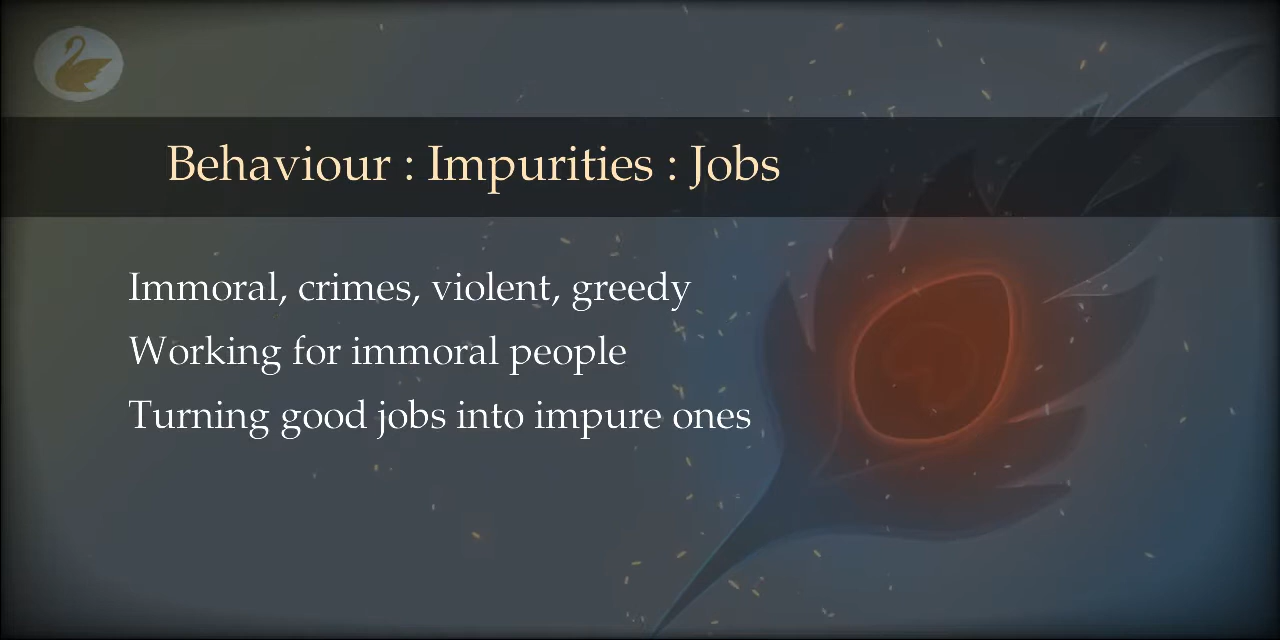 Behaviour : Impurities : Jobs
Immoral, crimes, violent, greedy
Working for immoral people
Turning good jobs into impure ones